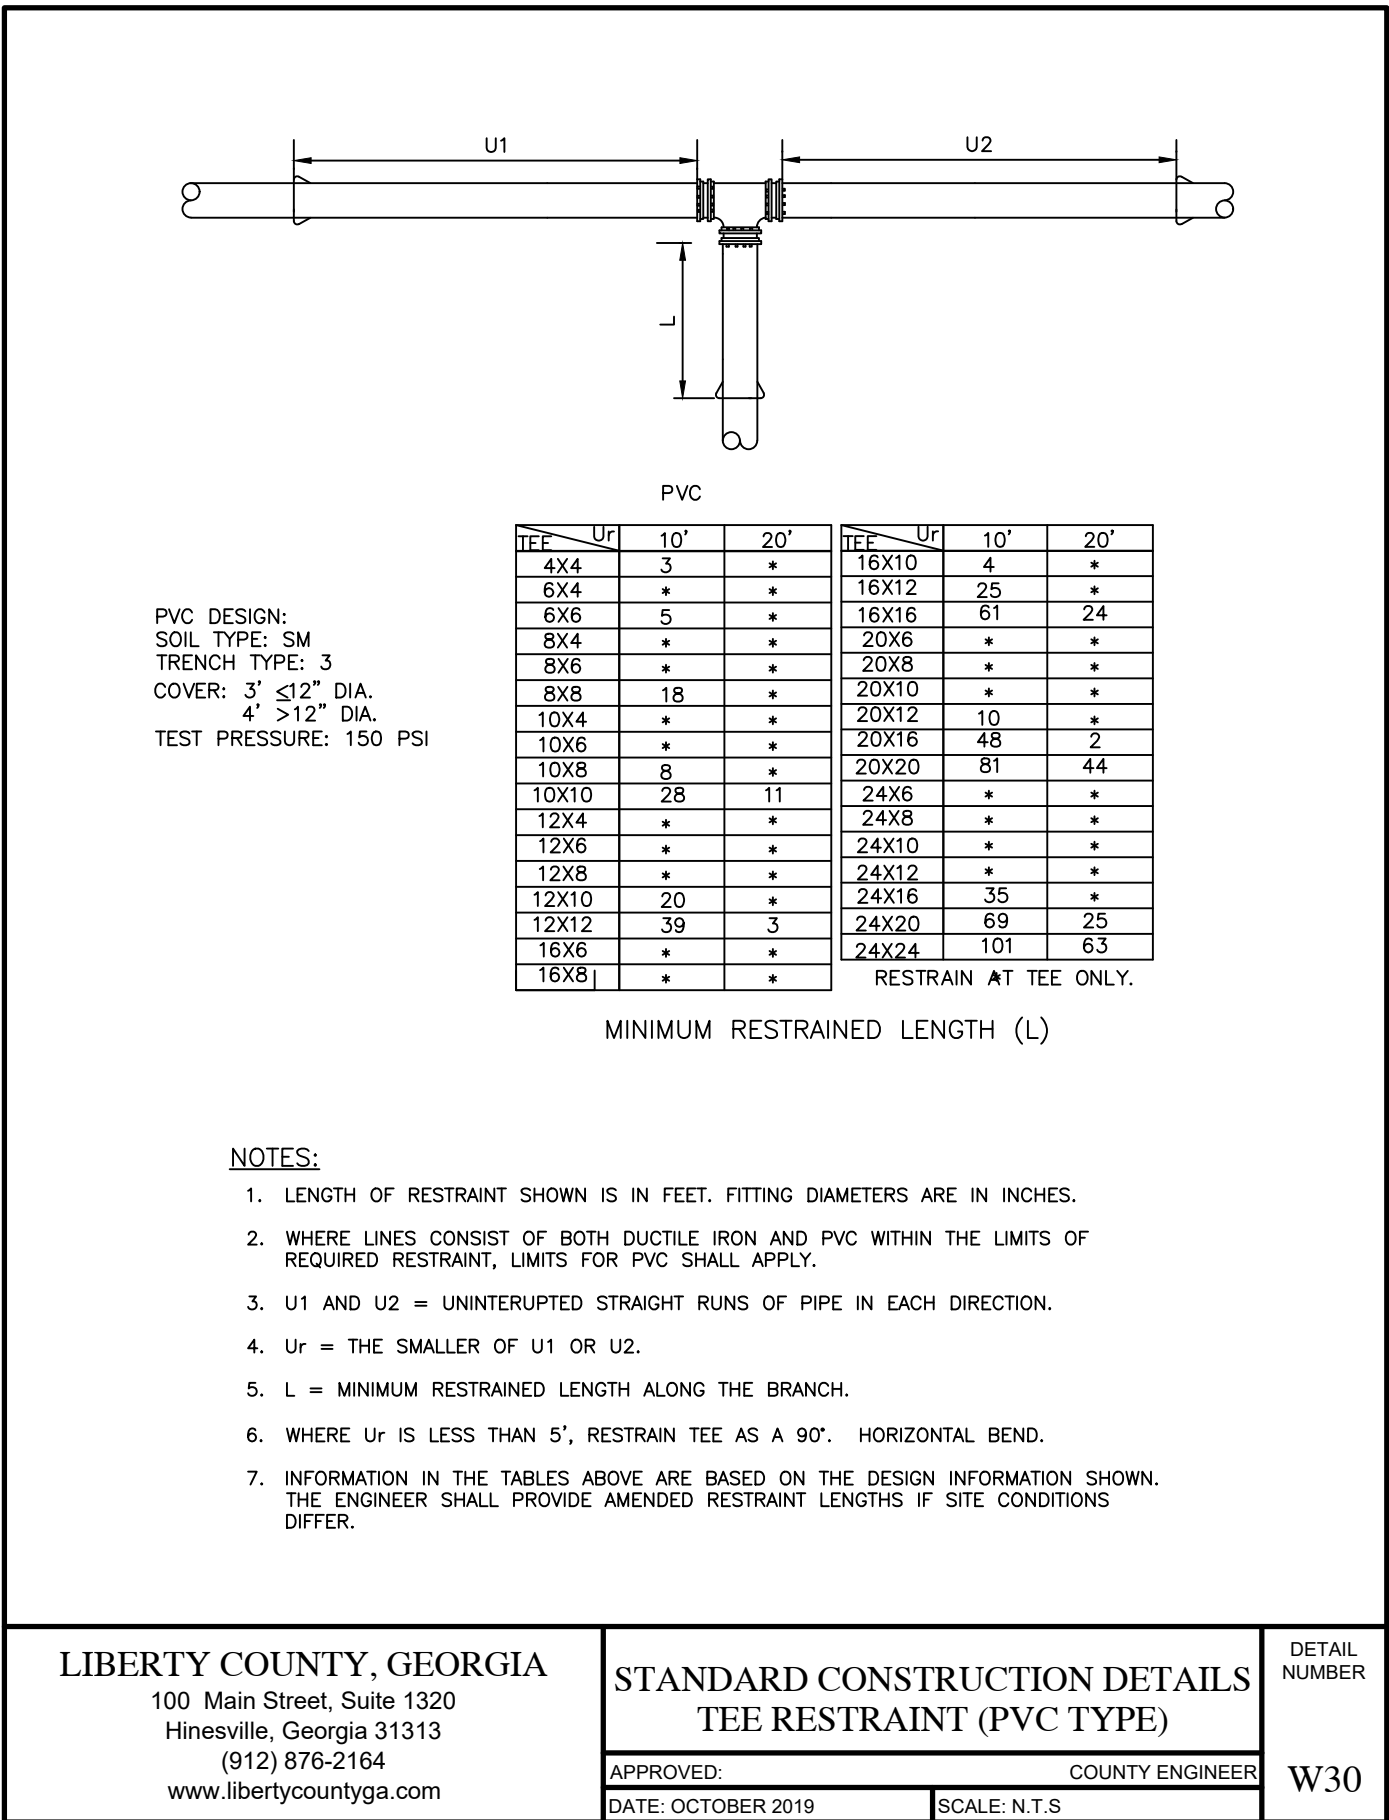 U1
U2
L
PVC
PVC DESIGN:
SOIL TYPE: SM
TRENCH TYPE: 3
COVER: 3' ≤12" DIA.
4' >12" DIA.
TEST PRESSURE: 150 PSI
TEE Ur 10' 20'
4X4 3 *
6X4 * *
6X6 5 *
8X4 * *
8X6 * *
8X8 18 *
10X4 * *
10X6 * *
10X8 8 *
10X10 28 11
12X4 * *
12X6 * *
12X8 * *
12X10 20 *
12X12 39 3
16X6 * *
16X8 * *
TEE Ur 10' 20'
16X10 4 *
16X12 25 *
16X16 61 24
20X6 * *
20X8 * *
20X10 * *
20X12 10 *
20X16 48 2
20X20 81 44
24X6 * *
24X8 * *
24X10 * *
24X12 * *
24X16 35 *
24X20 69 25
24X24 101 63
* RESTRAIN AT TEE ONLY.
MINIMUM RESTRAINED LENGTH (L)
NOTES:
1. LENGTH OF RESTRAINT SHOWN IS IN FEET. FITTING DIAMETERS ARE IN INCHES.
2. WHERE LINES CONSIST OF BOTH DUCTILE IRON AND PVC WITHIN THE LIMITS OF
REQUIRED RESTRAINT, LIMITS FOR PVC SHALL APPLY.
3. U1 AND U2 = UNINTERUPTED STRAIGHT RUNS OF PIPE IN EACH DIRECTION.
4. Ur = THE SMALLER OF U1 OR U2.
5. L = MINIMUM RESTRAINED LENGTH ALONG THE BRANCH.
6. WHERE Ur IS LESS THAN 5', RESTRAIN TEE AS A 90°. HORIZONTAL BEND.
7. INFORMATION IN THE TABLES ABOVE ARE BASED ON THE DESIGN INFORMATION SHOWN.
THE ENGINEER SHALL PROVIDE AMENDED RESTRAINT LENGTHS IF SITE CONDITIONS
DIFFER.
LIBERTY COUNTY, GEORGIA
100 Main Street, Suite 1320
Hinesville, Georgia 31313
(912) 876-2164
www.libertycountyga.com
STANDARD CONSTRUCTION DETAILS
TEE RESTRAINT (PVC TYPE)
APPROVED: COUNTY ENGINEER
DATE: OCTOBER 2019 SCALE: N.T.S
DETAIL
NUMBER
W30